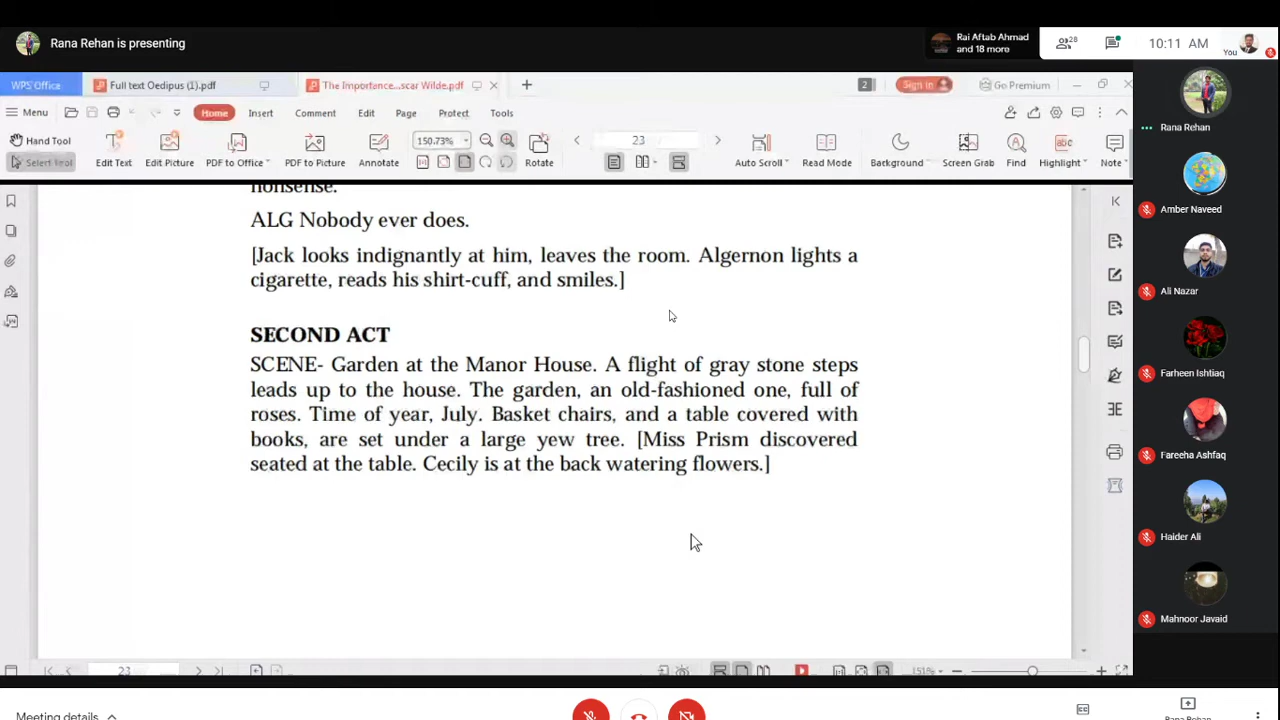 Rana Rehan is presenting
Rai Aftab Ahmad
and 18 more
28
10:11 AM
You
WPS Office
Full text Oedipus (1).pdf
The Importance...scar Wilde.pdf
2
Sign in
Go Premium
Menu
Home
Insert
Comment
Edit
Page
Protect
Tools
Hand Tool
Select Tool
Edit Text
Edit Picture
PDF to Office
PDF to Picture
Annotate
150.73%
Rotate
23
Auto Scroll
Read Mode
Background
Screen Grab
Find
Highlight
Note
nonsense.
ALG Nobody ever does.
[Jack looks indignantly at him, leaves the room. Algernon lights a
cigarette, reads his shirt-cuff, and smiles.]
SECOND ACT
SCENE- Garden at the Manor House. A flight of gray stone steps
leads up to the house. The garden, an old-fashioned one, full of
roses. Time of year, July. Basket chairs, and a table covered with
books, are set under a large yew tree. [Miss Prism discovered
seated at the table. Cecily is at the back watering flowers.]
Rana Rehan
Amber Naveed
Ali Nazar
Farheen Ishtiaq
Fareeha Ashfaq
Haider Ali
Mahnoor Javaid
23
151%
Meeting details
Rana Rehan